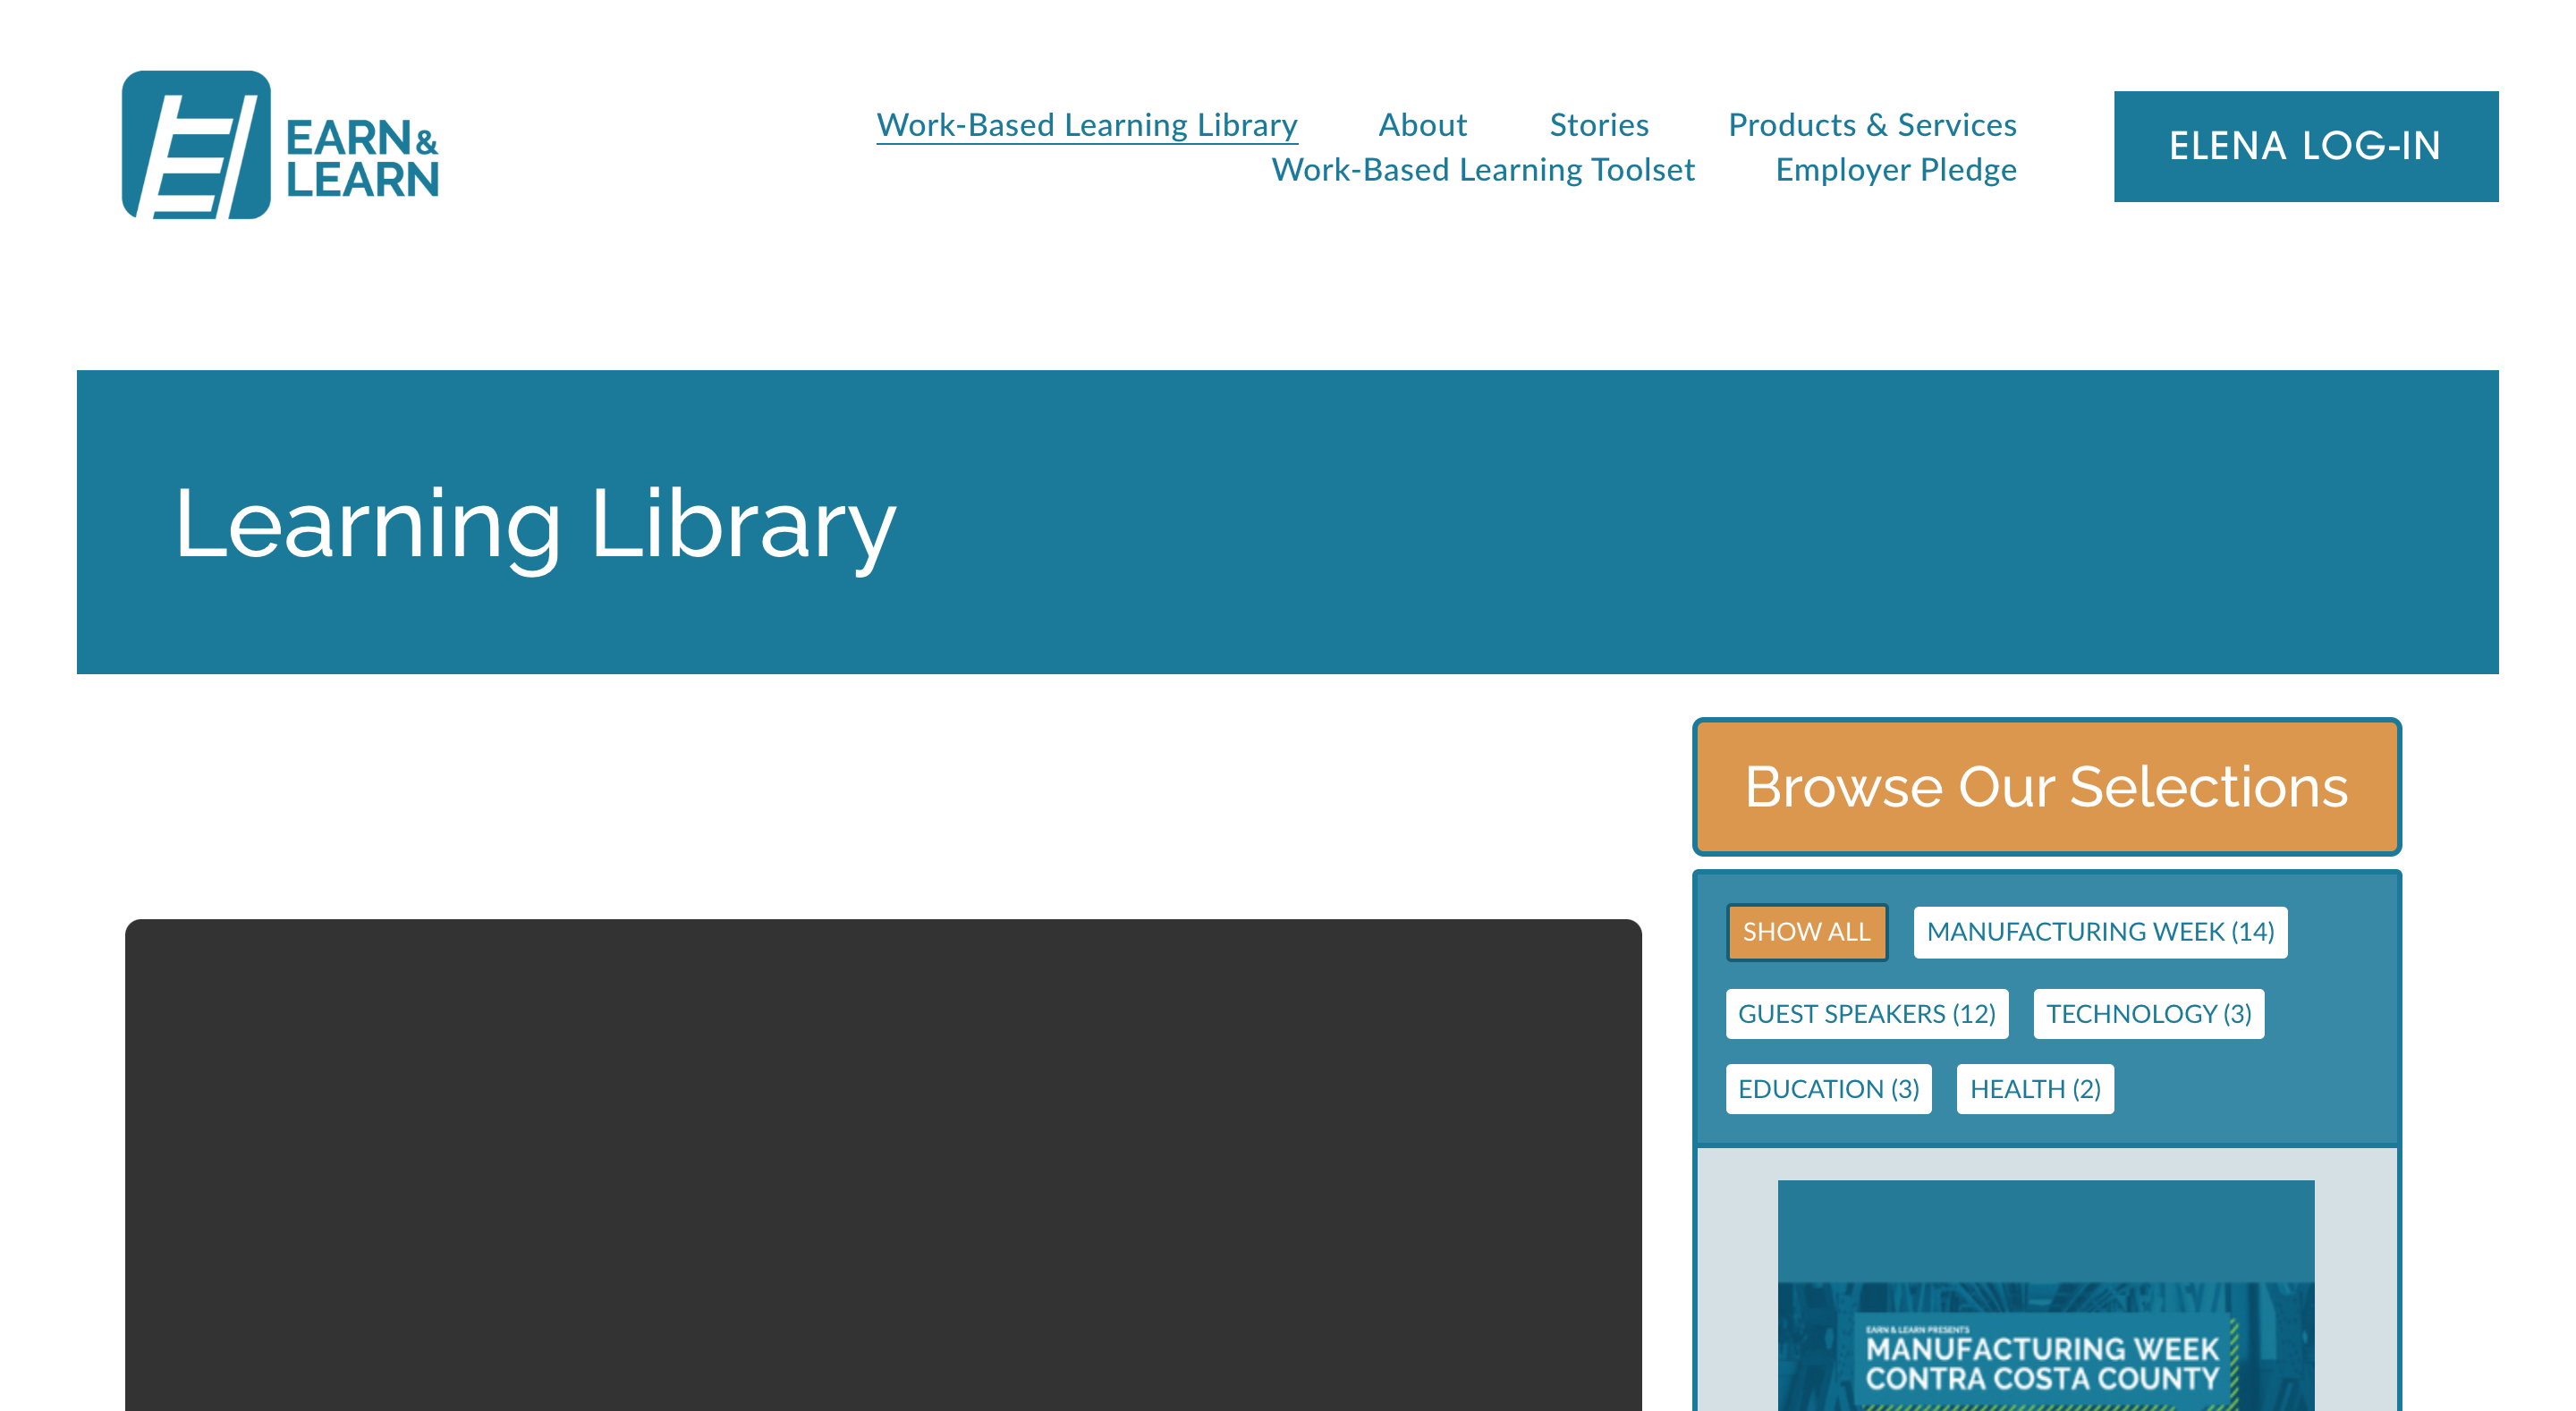 EARN &
LEARN
Work-Based Learning Library About Stories Products & Services
Work-Based Learning Toolset Employer Pledge
ELENA LOG-IN
Learning Library
Browse Our Selections
SHOW ALL MANUFACTURING WEEK (14)
GUEST SPEAKERS (12) TECHNOLOGY (3)
EDUCATION (3) HEALTH (2)
EARN & LEARN PRESENTS
MANUFACTURING WEEK
CONTRA COSTA COUNTY